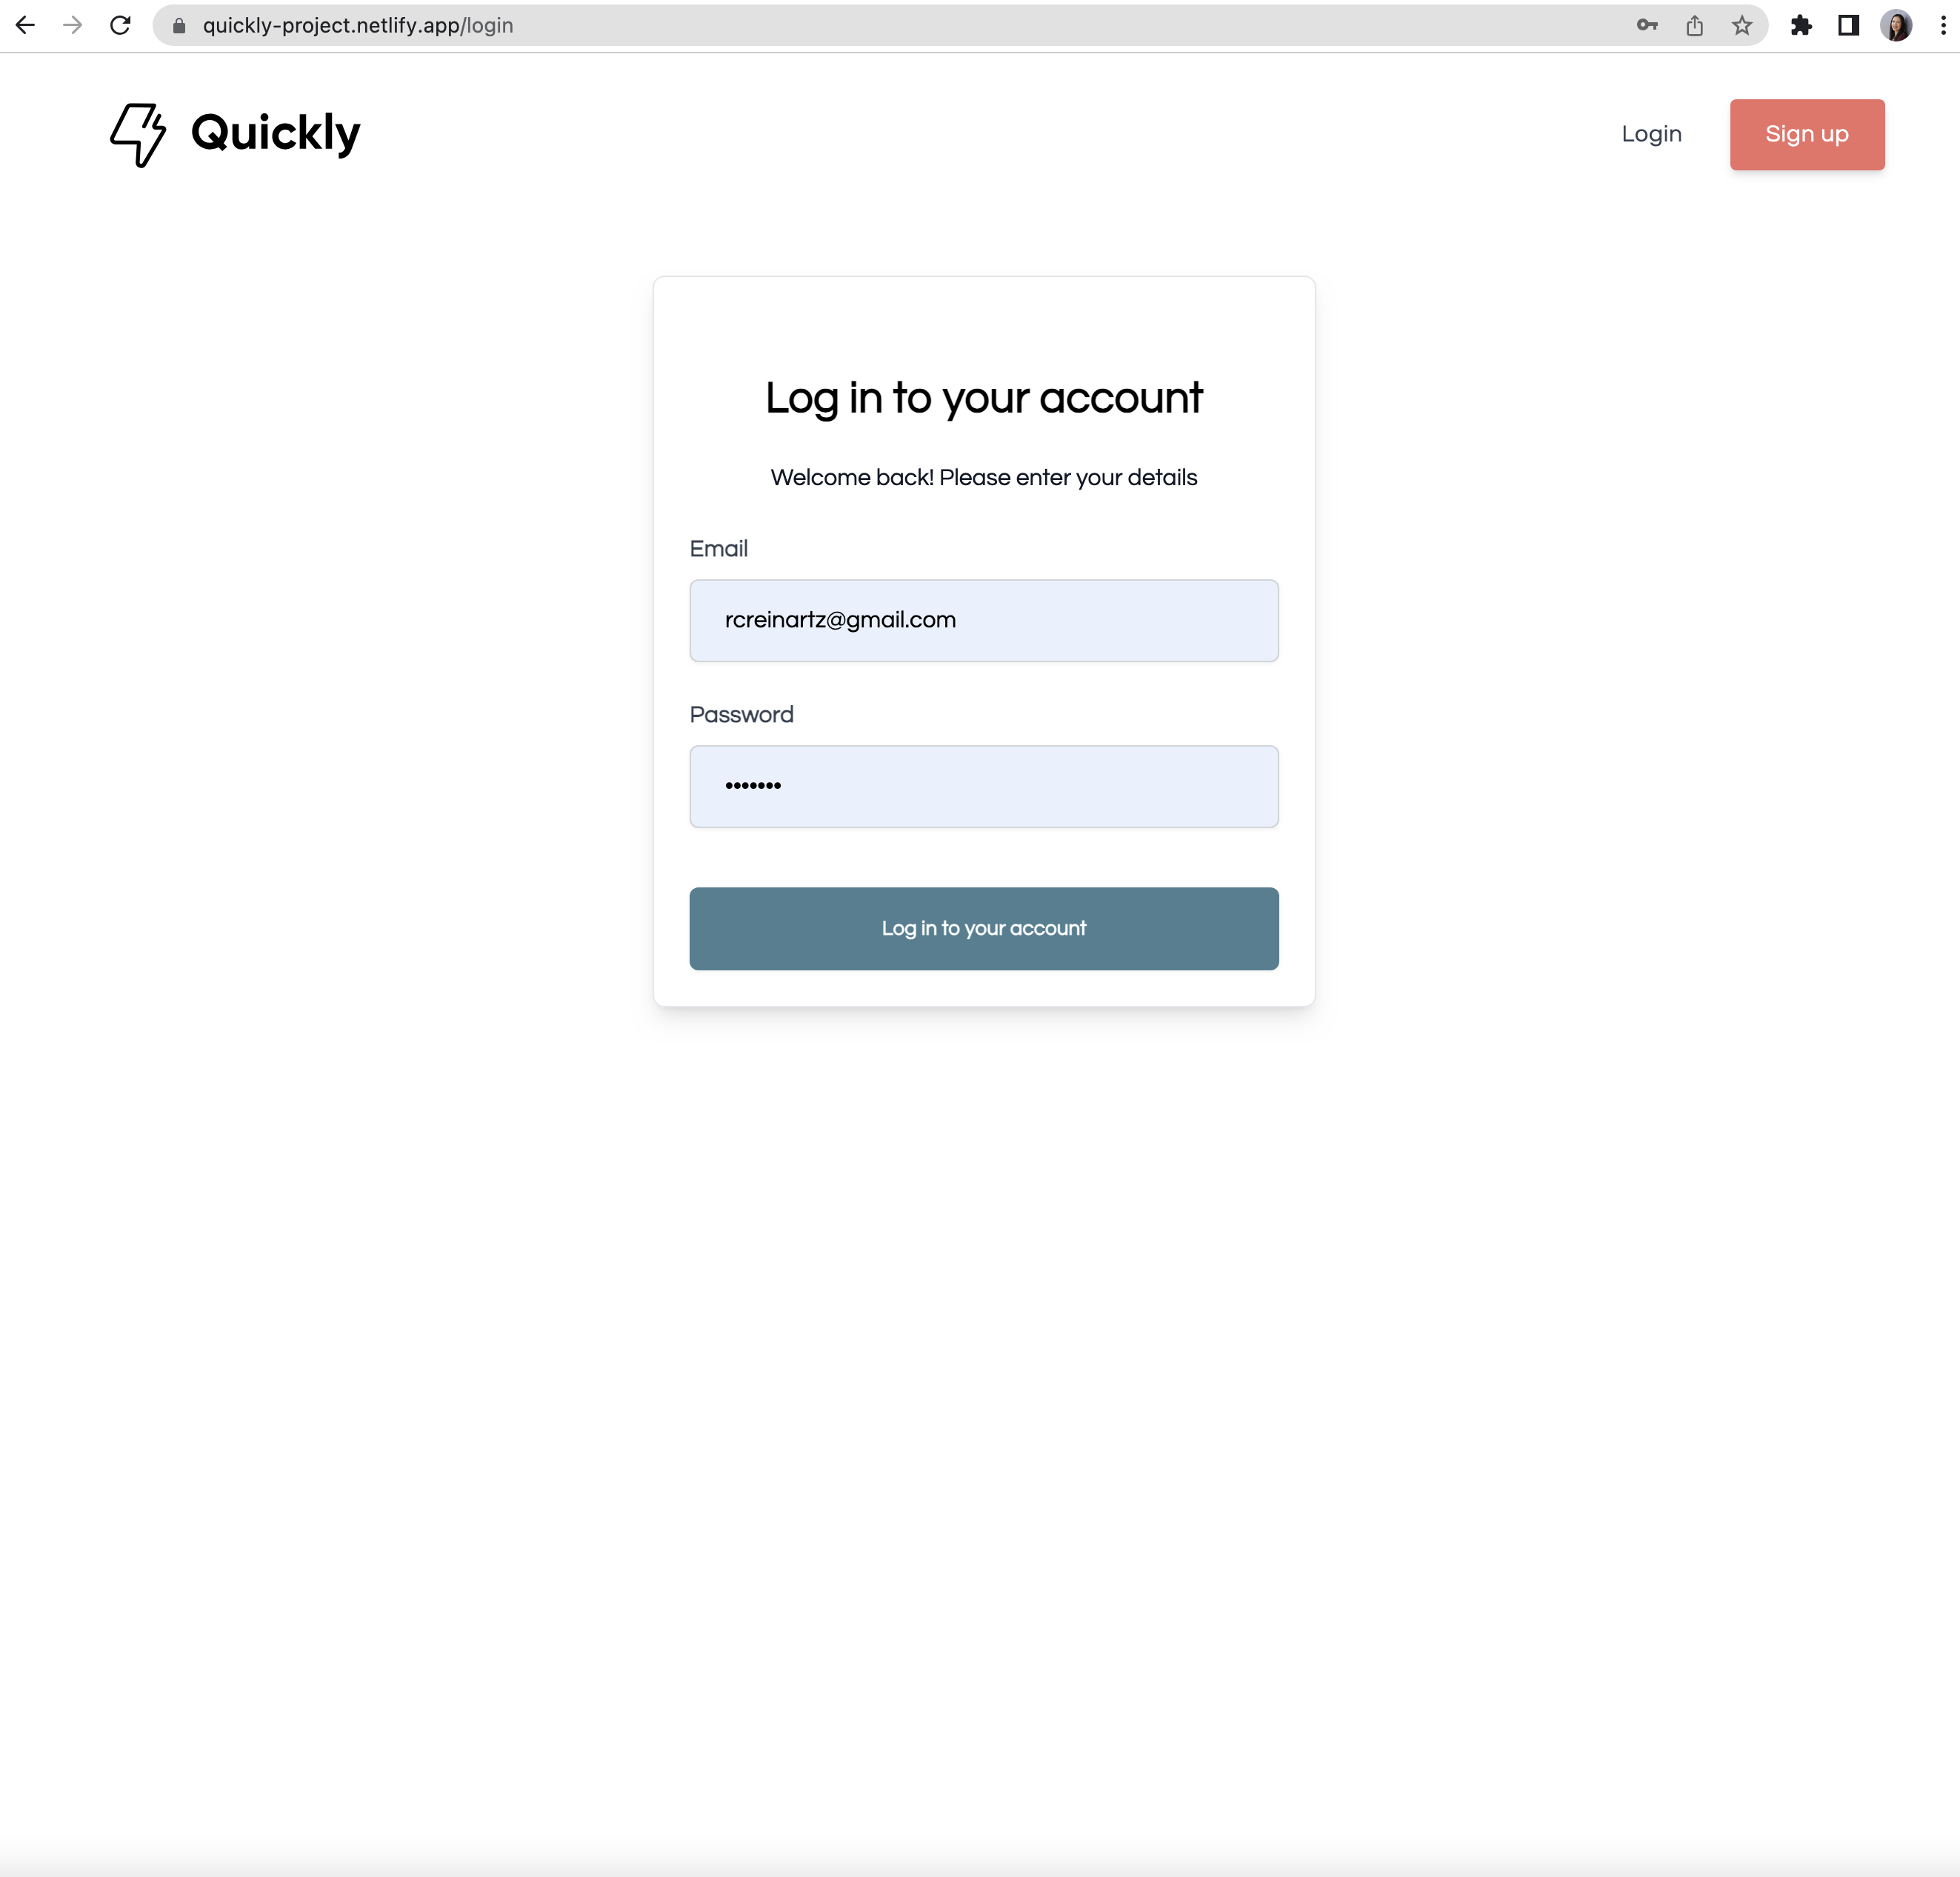 quickly-project.netlify.app/login
Quickly
Login
Sign up
Log in to your account
Welcome back! Please enter your details
Email
rcreinartz@gmail.com
Password
•••••••
Log in to your account